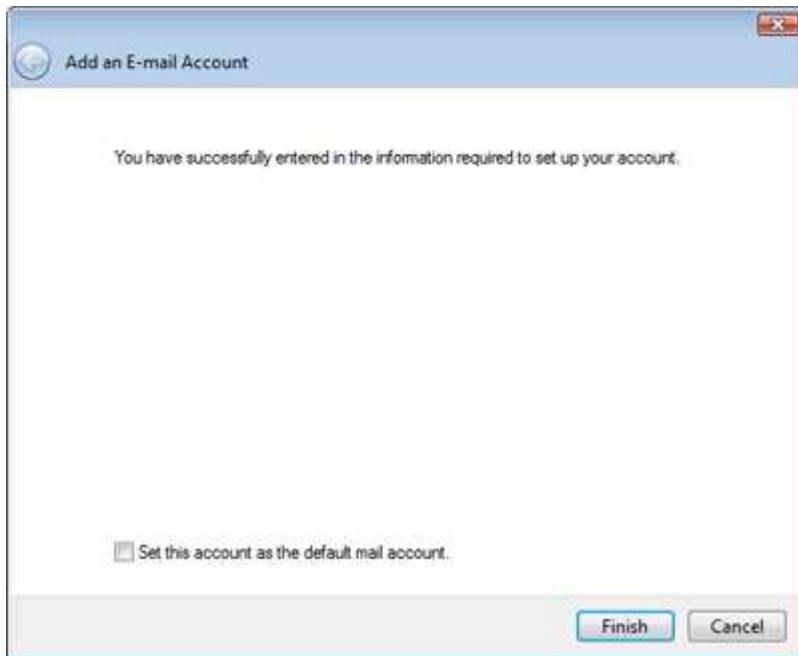 Add an E-mail Account
You have successfully entered in the information required to set up your account.
Set this account as the default mail account.
Finish
Cancel